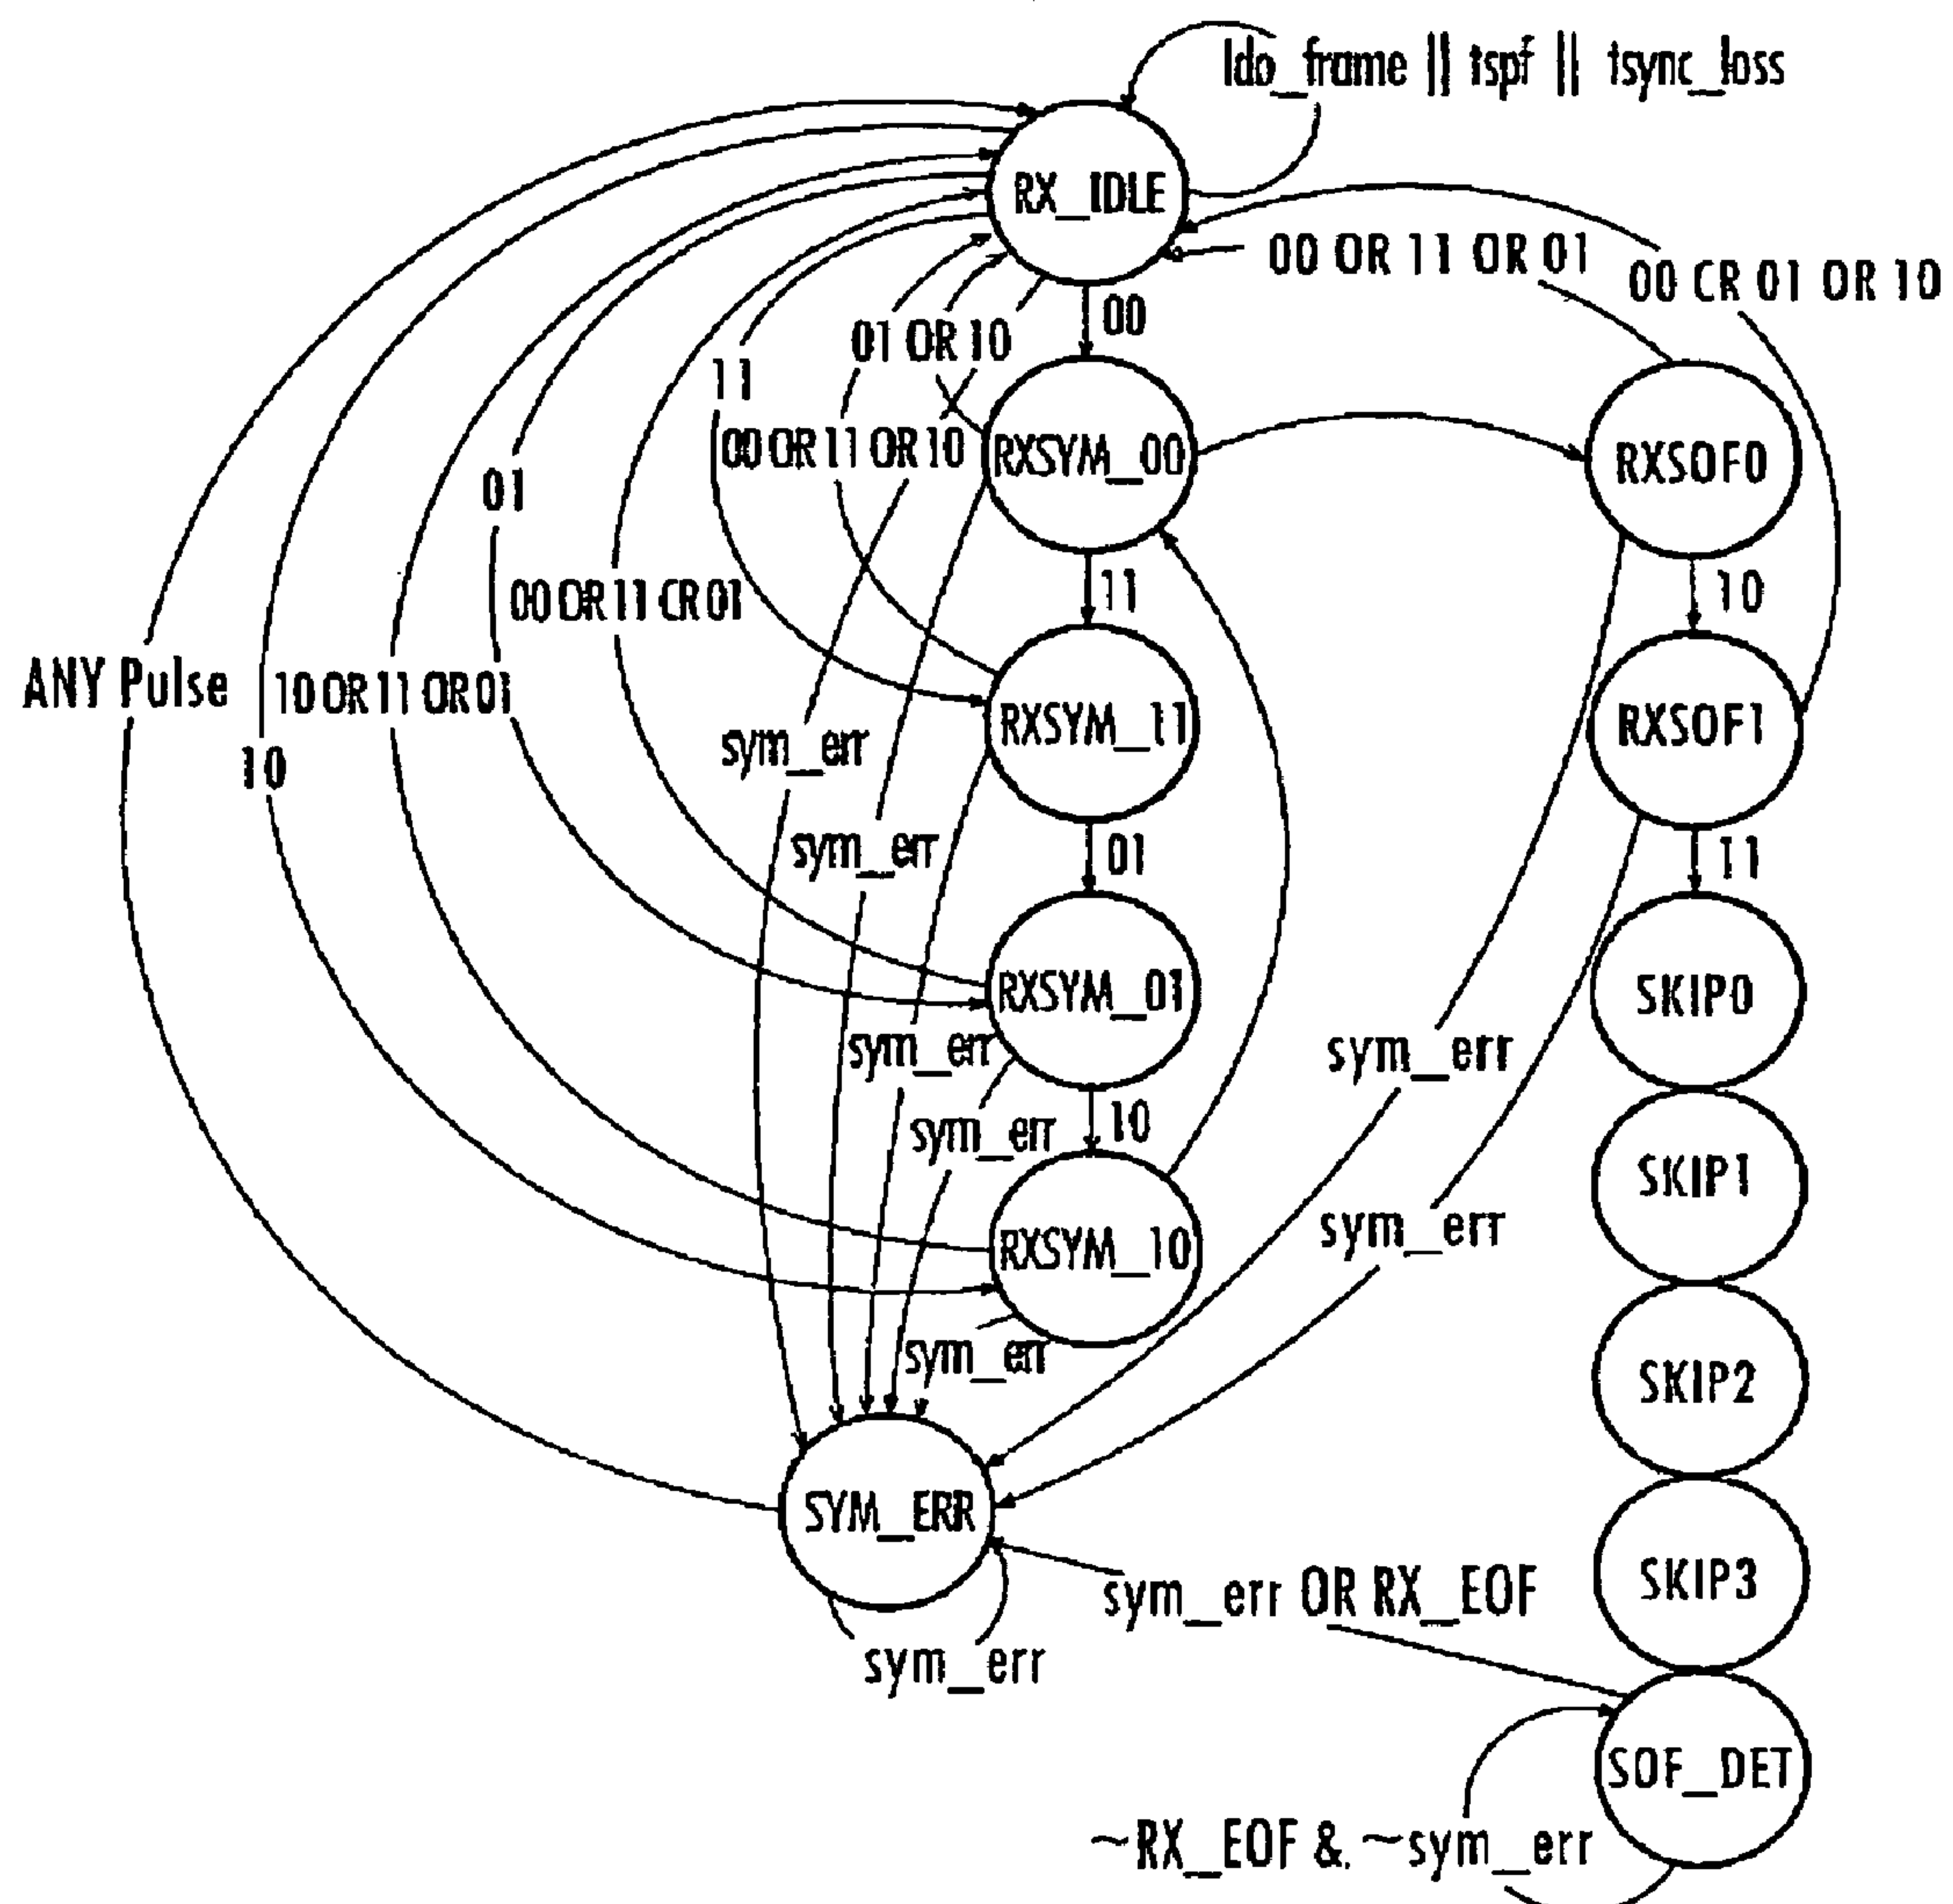 ldo_frame || tspf || tsync_loss
RX_IDLE
00 OR 11 OR 01
00 CR 01 OR 10
00
01 OR 10
11
00 OR 11 OR 10
RXSYM_00
RXSOF0
01
00 OR 11 CR 01
11
10
ANY Pulse
10 OR 11 OR 01
RXSYM_11
RXSOF1
10
sym_err
sym_err
01
11
RXSYM_01
SKIP0
sym_err
sym_err
sym_err
10
SKIP1
sym_err
RXSYM_10
sym_err
SKIP2
SYM_ERR
sym_err OR RX_EOF
SKIP3
sym_err
SOF_DET
~RX_EOF & ~sym_err